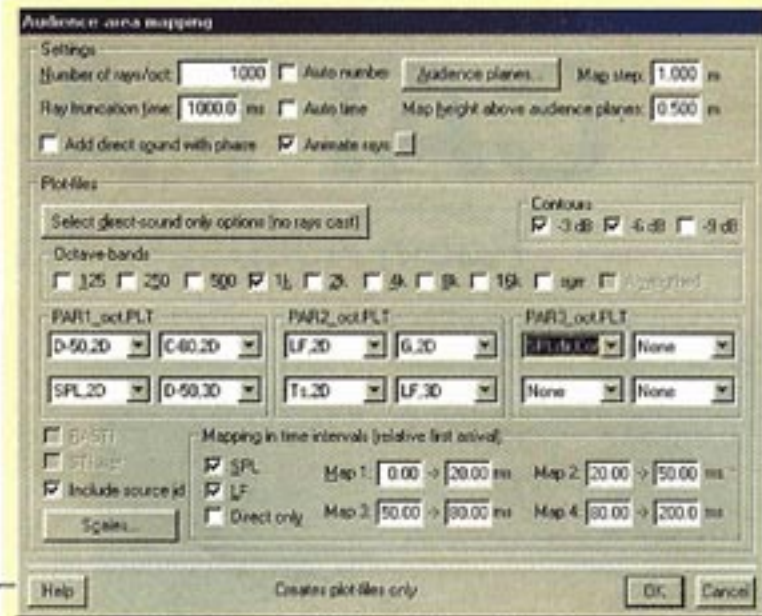 Audience area mapping
Settings
Number of rays/oct: 1000 Auto number Audience planes... Map step: 1.000 m
Ray truncation time: 1000.0 ms Auto time Map height above audience planes: 0.500 m
Add direct sound with phase Animate rays
Plot-files
Select direct-sound only options (no rays cast)
Contours
-3 dB -6 dB -9 dB
Octave-bands
125 250 500 1k 2k 4k 8k 16k
PAR1_oct.PLT PAR2_oct.PLT PAR3_oct.PLT
D-50,2D C-80,2D LF,2D G,2D None
SPL,2D D-50,3D Ts,2D LF,3D None None
RASTI
Mapping in time intervals (relative first arrival)
SPL Map 1: 0.00 -> 20.00 ms Map 2: 20.00 -> 50.00 ms
Include source id LF
Scales... Direct only Map 3: 50.00 -> 80.00 ms Map 4: 80.00 -> 200.0 ms
Help Creates plot-files only OK Cancel